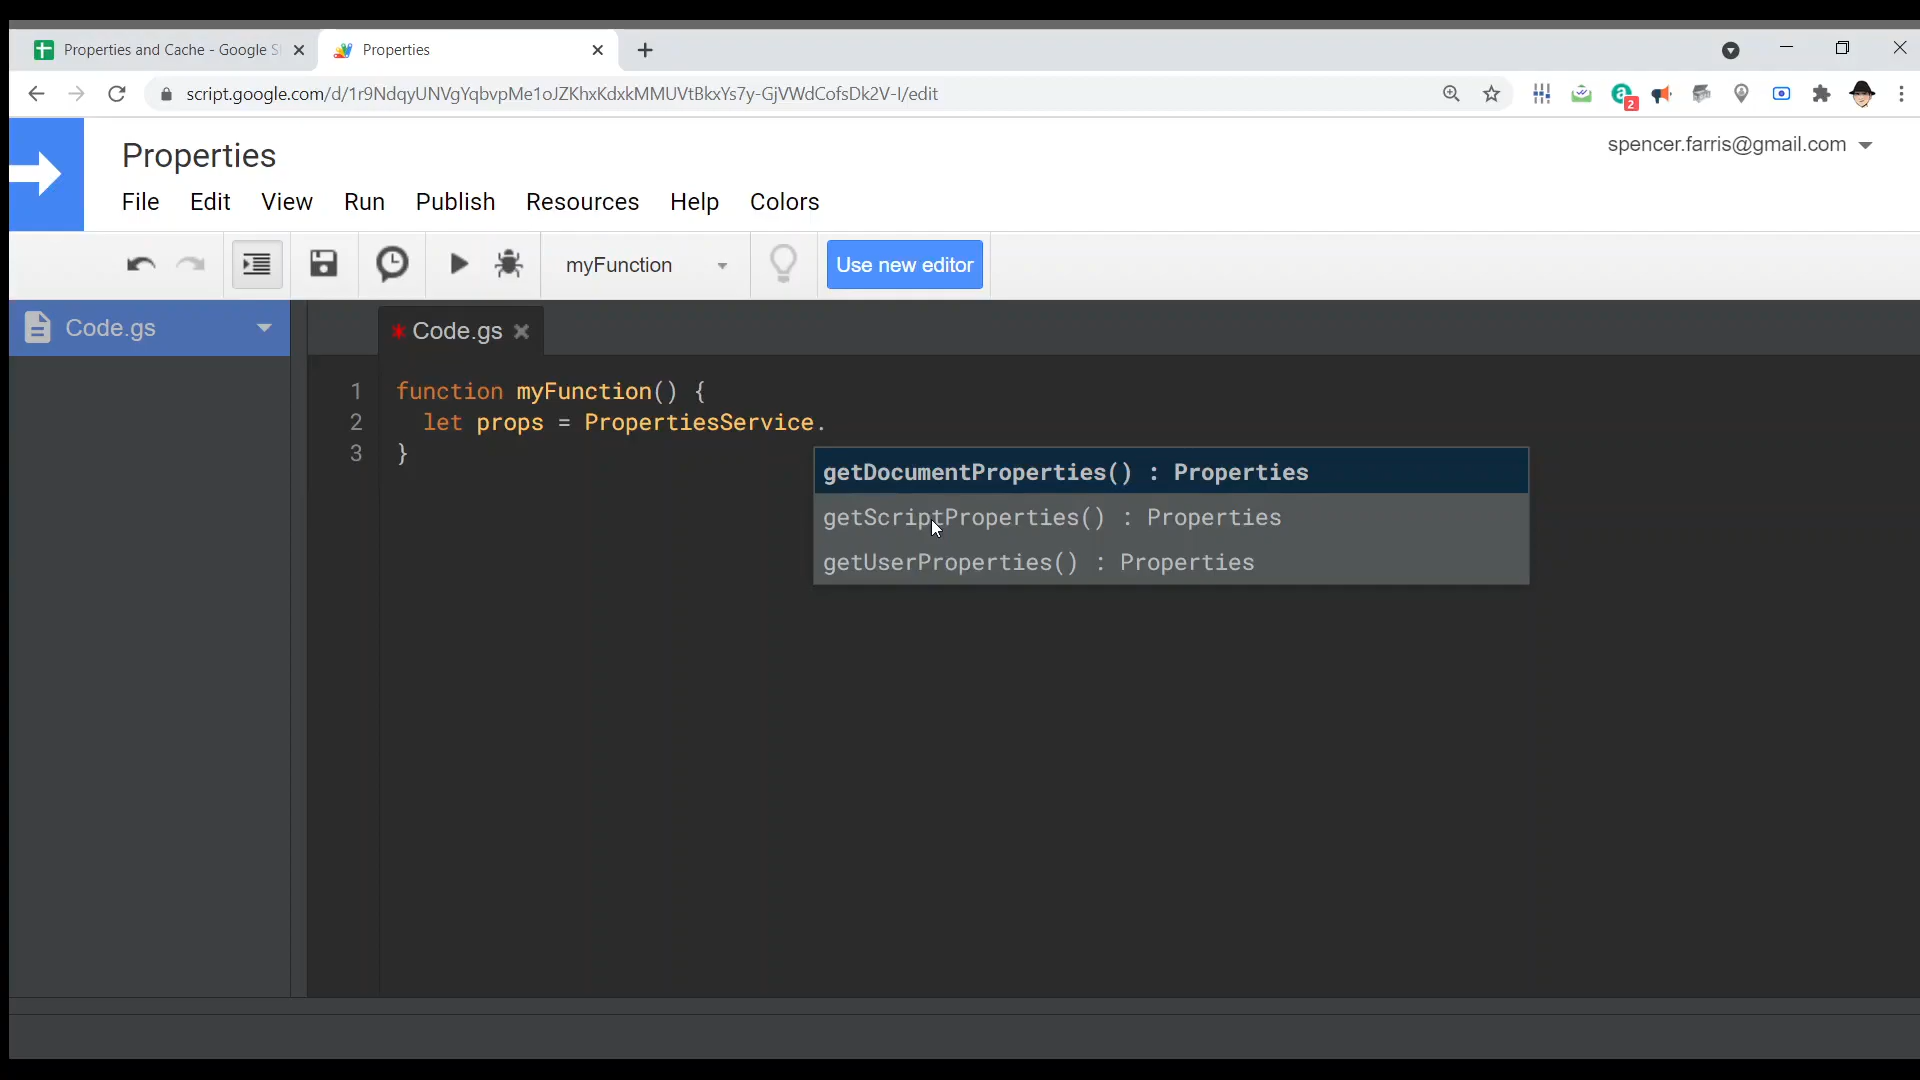 Properties and Cache - Google S
Properties
script.google.com/d/1r9NdqyUNVgYqbvpMe1oJZKhxKdxkMMUVtBkxYs7y-GjVWdCofsDk2V-I/edit
2
Properties
spencer.farris@gmail.com
File Edit View Run Publish Resources Help Colors
myFunction
Use new editor
Code.gs
* Code.gs
1 function myFunction() {
2 let props = PropertiesService.
3 }
getDocumentProperties() : Properties
getScriptProperties() : Properties
getUserProperties() : Properties